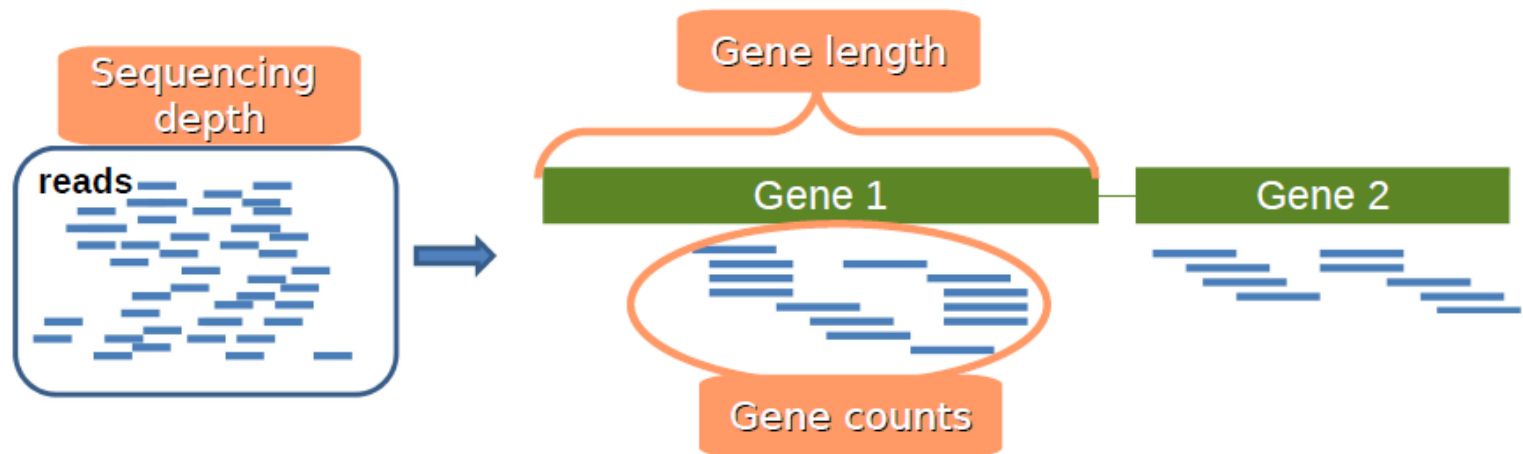 Sequencing
depth
reads
Gene length
Gene 1
Gene 2
Gene counts